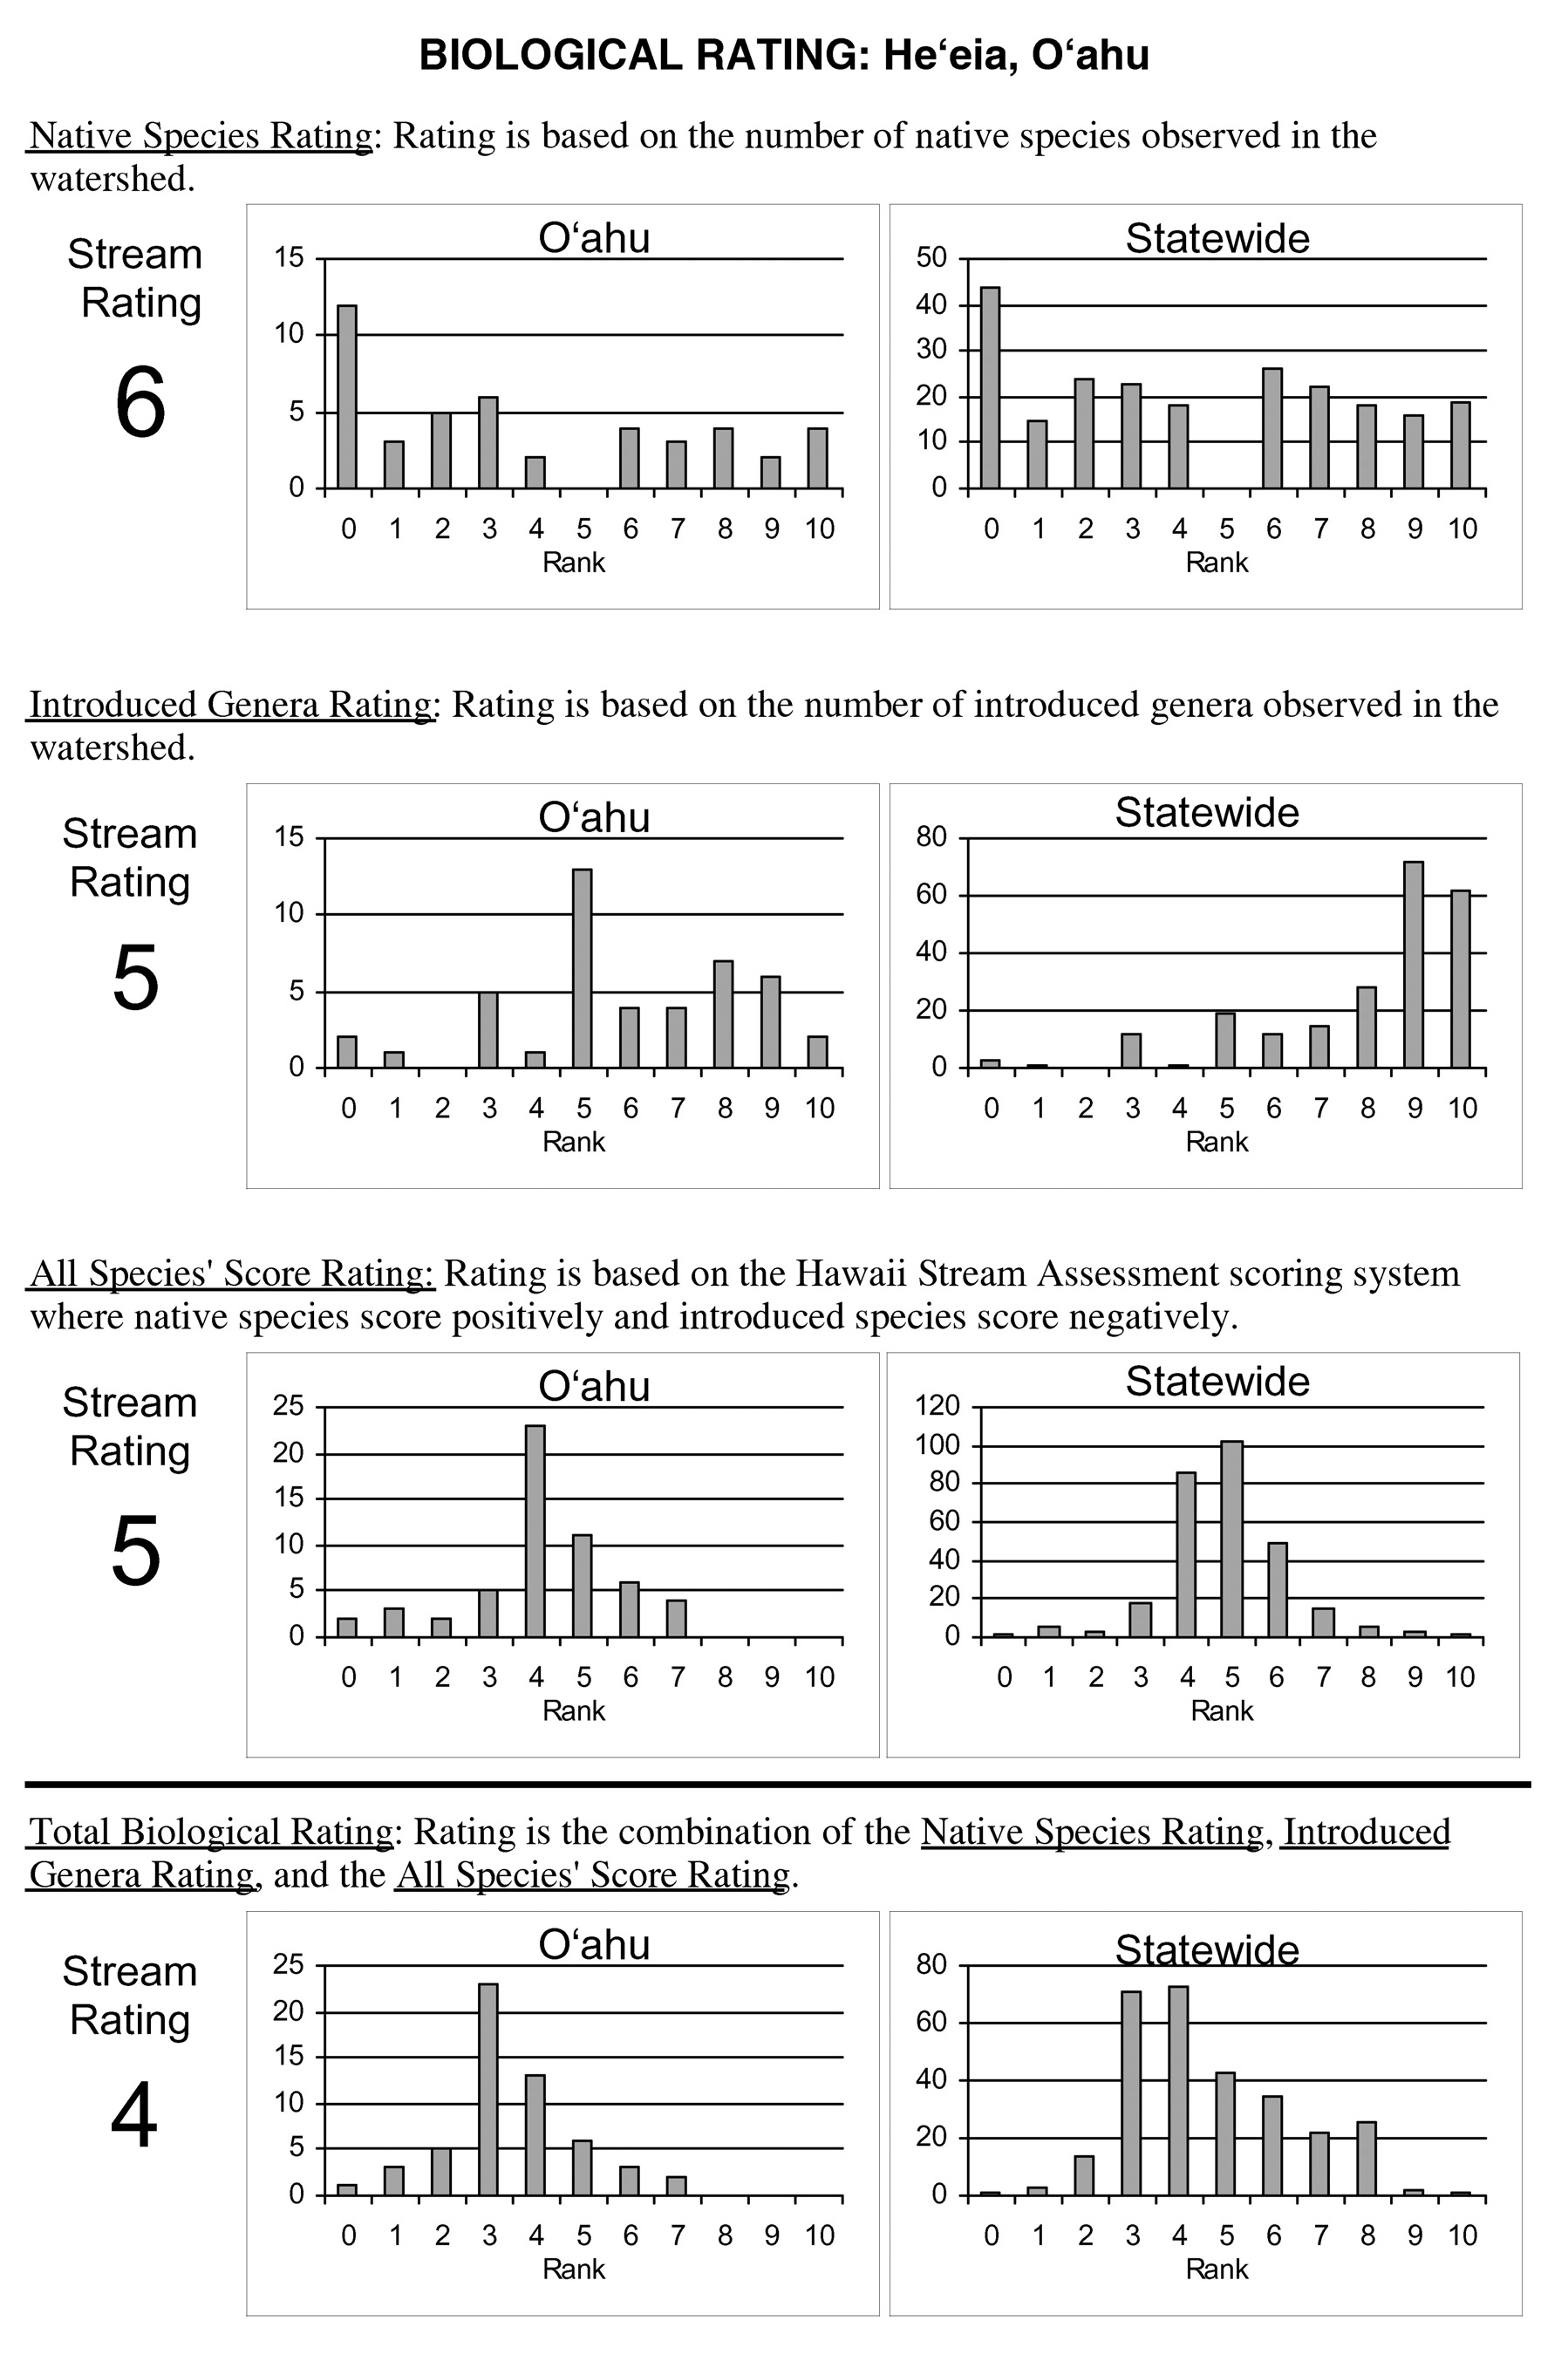 BIOLOGICAL RATING: He‘eia, O‘ahu
Native Species Rating: Rating is based on the number of native species observed in the
watershed.
Stream
Rating
6
O‘ahu
15
10
5
0
0 1 2 3 4 5 6 7 8 9 10
Rank
Statewide
50
40
30
20
10
0
0 1 2 3 4 5 6 7 8 9 10
Rank
Introduced Genera Rating: Rating is based on the number of introduced genera observed in the
watershed.
Stream
Rating
5
O‘ahu
15
10
5
0
0 1 2 3 4 5 6 7 8 9 10
Rank
Statewide
80
60
40
20
0
0 1 2 3 4 5 6 7 8 9 10
Rank
All Species' Score Rating: Rating is based on the Hawaii Stream Assessment scoring system
where native species score positively and introduced species score negatively.
Stream
Rating
5
O‘ahu
25
20
15
10
5
0
0 1 2 3 4 5 6 7 8 9 10
Rank
Statewide
120
100
80
60
40
20
0
0 1 2 3 4 5 6 7 8 9 10
Rank
Total Biological Rating: Rating is the combination of the Native Species Rating, Introduced
Genera Rating, and the All Species' Score Rating.
Stream
Rating
4
O‘ahu
25
20
15
10
5
0
0 1 2 3 4 5 6 7 8 9 10
Rank
Statewide
80
60
40
20
0
0 1 2 3 4 5 6 7 8 9 10
Rank